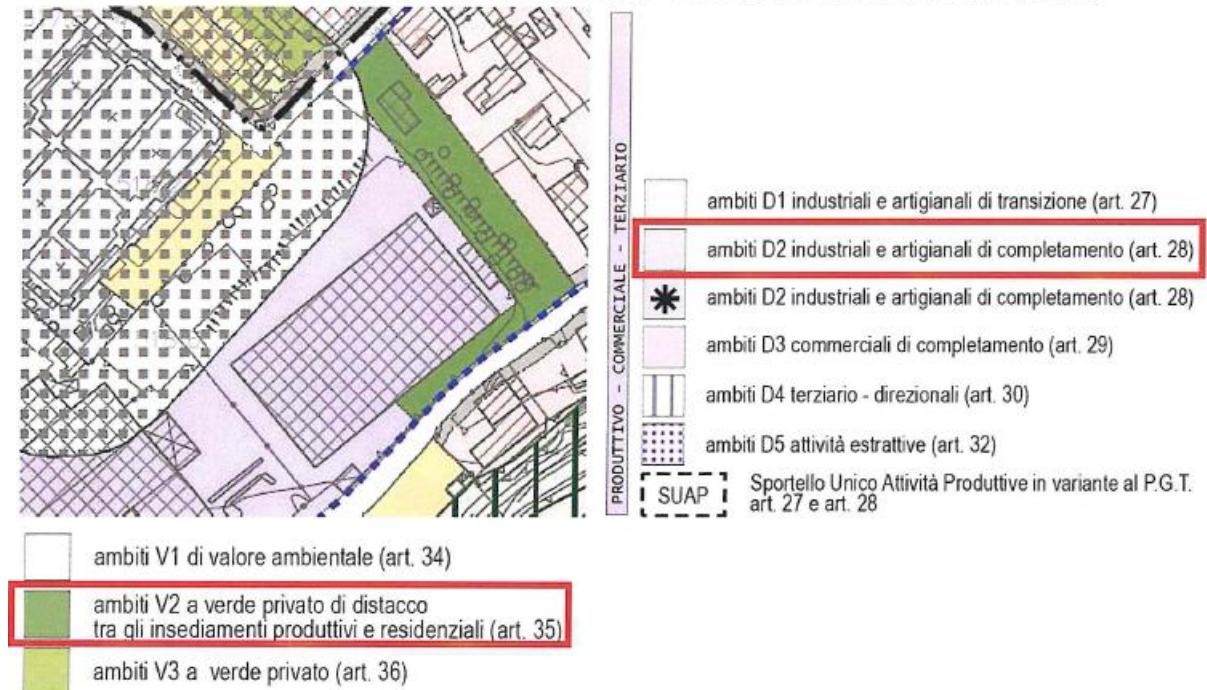 PRODUTTIVO - COMMERCIALE - TERZIARIO
ambiti D1 industriali e artigianali di transizione (art. 27)
ambiti D2 industriali e artigianali di completamento (art. 28)
ambiti D2 industriali e artigianali di completamento (art. 28)
ambiti D3 commerciali di completamento (art. 29)
ambiti D4 terziario - direzionali (art. 30)
ambiti D5 attività estrattive (art. 32)
SUAP
Sportello Unico Attività Produttive in variante al P.G.T.
art. 27 e art. 28
ambiti V1 di valore ambientale (art. 34)
ambiti V2 a verde privato di distacco
tra gli insediamenti produttivi e residenziali (art. 35)
ambiti V3 a verde privato (art. 36)